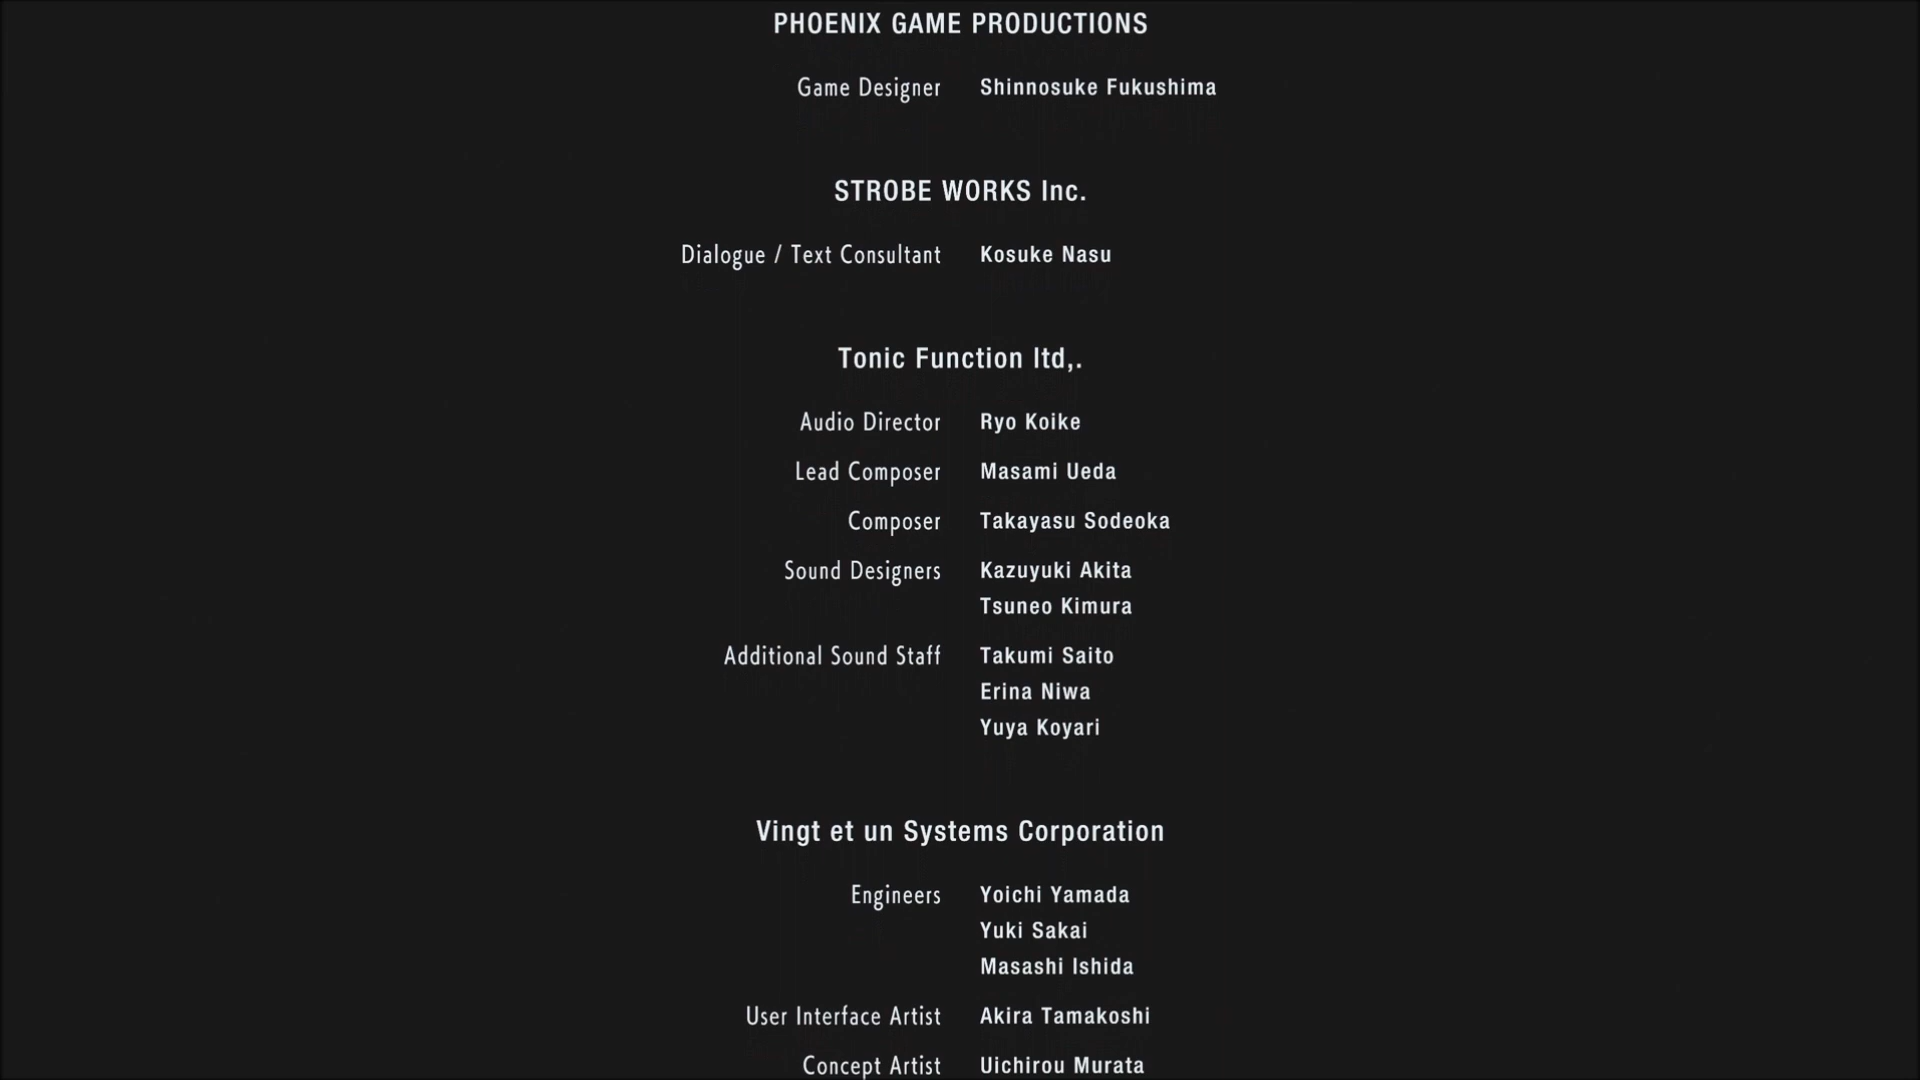 PHOENIX GAME PRODUCTIONS
Game Designer Shinnosuke Fukushima
STROBE WORKS Inc.
Dialogue / Text Consultant Kosuke Nasu
Tonic Function ltd,.
Audio Director Ryo Koike
Lead Composer Masami Ueda
Composer Takayasu Sodeoka
Sound Designers Kazuyuki Akita
Tsuneo Kimura
Additional Sound Staff Takumi Saito
Erina Niwa
Yuya Koyari
Vingt et un Systems Corporation
Engineers Yoichi Yamada
Yuki Sakai
Masashi Ishida
User Interface Artist Akira Tamakoshi
Concept Artist Uichirou Murata